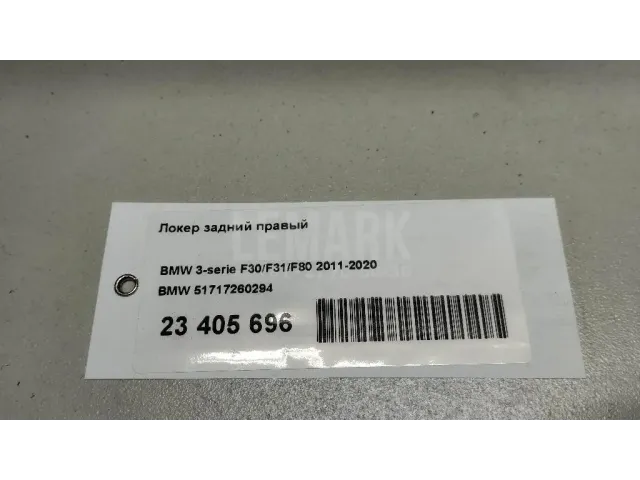 Локер задний правый
LEMARK
BMW 3-serie F30/F31/F80 2011-2020
BMW 51717260294
23 405 696